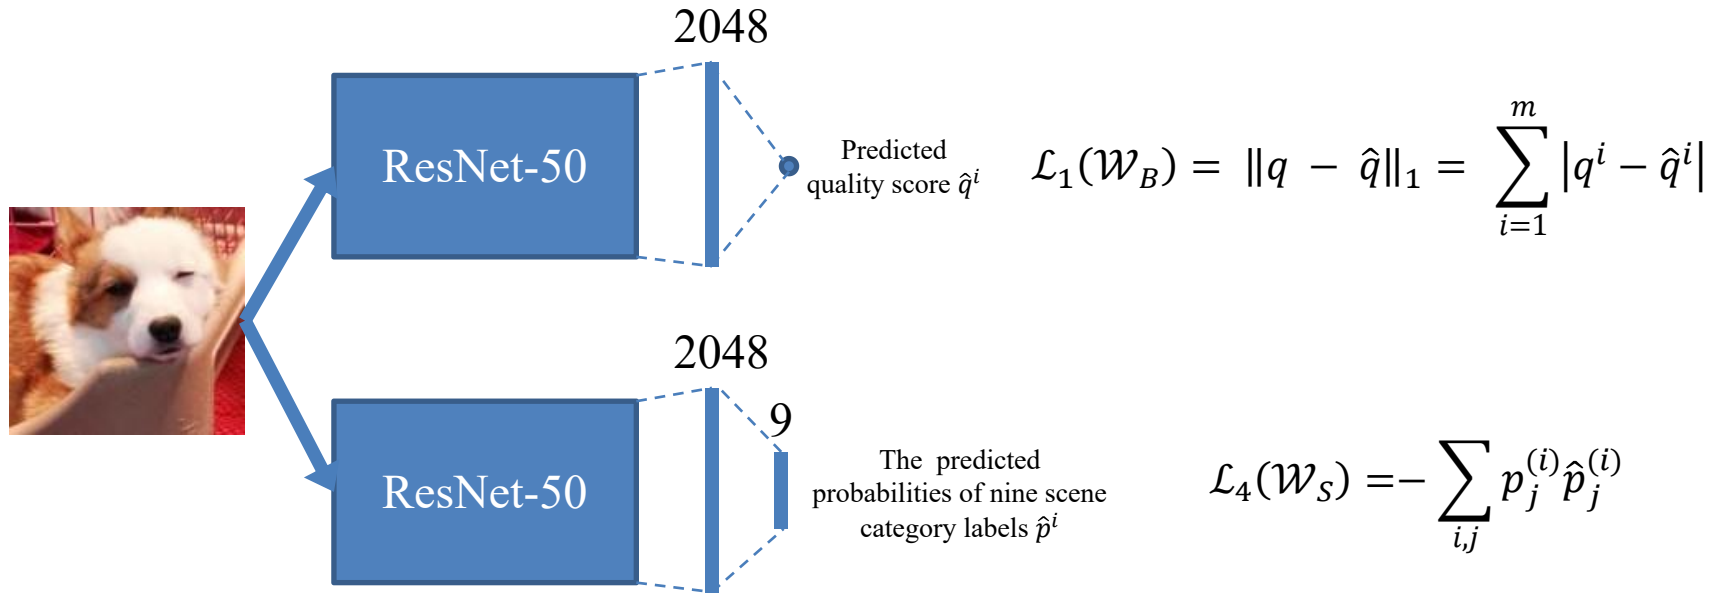 2048
ResNet-50
Predicted
quality score q̂ⁱ
ℒ₁(𝒲_B) = ‖q − q̂‖₁ = ∑_{i=1}^{m} |qⁱ − q̂ⁱ|
2048
9
ResNet-50
The predicted
probabilities of nine scene
category labels p̂ⁱ
ℒ₄(𝒲_S) =− ∑_{i,j} p_j^{(i)} p̂_j^{(i)}